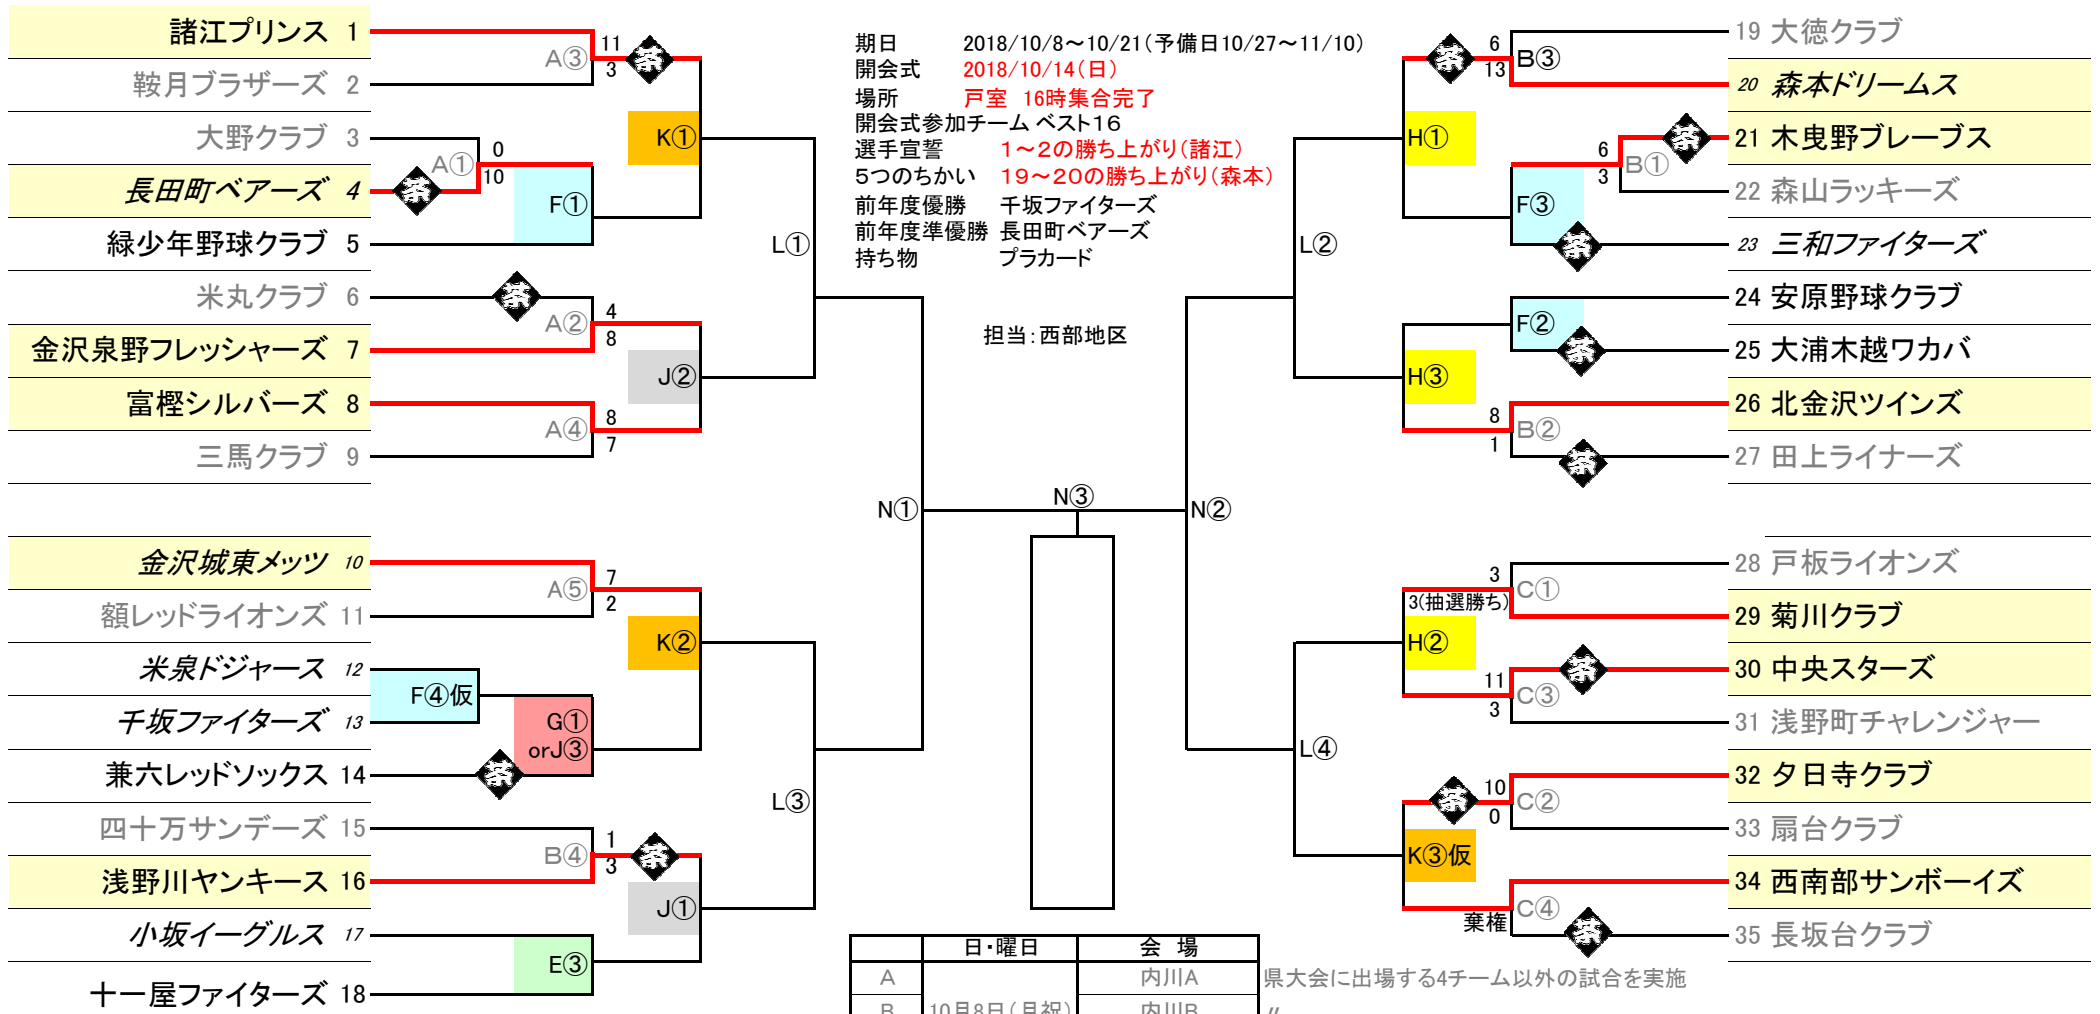 諸江プリンス 1
鞍月ブラザーズ 2
大野クラブ 3
長田町ベアーズ 4
緑少年野球クラブ 5
米丸クラブ 6
金沢泉野フレッシャーズ 7
富樫シルバーズ 8
三馬クラブ 9
金沢城東メッツ 10
額レッドライオンズ 11
米泉ドジャース 12
千坂ファイターズ 13
兼六レッドソックス 14
四十万サンデーズ 15
浅野川ヤンキース 16
小坂イーグルス 17
十一屋ファイターズ 18
A③
11
3
茶
A①
0
10
茶
F①
K①
茶
A②
4
8
A④
8
7
J②
L①
A⑤
7
2
F④仮
G①
orJ③
茶
K②
B④
1
3
茶
E③
J①
L③
N①
期日 2018/10/8～10/21(予備日10/27～11/10)
開会式 2018/10/14(日)
場所 戸室 16時集合完了
開会式参加チーム ベスト16
選手宣誓 1～2の勝ち上がり(諸江)
5つのちかい 19～20の勝ち上がり(森本)
前年度優勝 千坂ファイターズ
前年度準優勝 長田町ベアーズ
持ち物 プラカード
担当:西部地区
N③
N②
L②
H①
茶
6
13
B③
6
3
B①
茶
F③
茶
F②
茶
H③
8
1
B②
茶
3
3(抽選勝ち)
C①
H②
11
3
C③
茶
L④
茶
10
0
C②
K③仮
棄権
C④
茶
19 大徳クラブ
20 森本ドリームス
21 木曳野ブレーブス
22 森山ラッキーズ
23 三和ファイターズ
24 安原野球クラブ
25 大浦木越ワカバ
26 北金沢ツインズ
27 田上ライナーズ
28 戸板ライオンズ
29 菊川クラブ
30 中央スターズ
31 浅野町チャレンジャー
32 夕日寺クラブ
33 扇台クラブ
34 西南部サンボーイズ
35 長坂台クラブ
日・曜日 会 場
A 内川A 県大会に出場する4チーム以外の試合を実施
B 10月8日(月祝) 内川B 〃